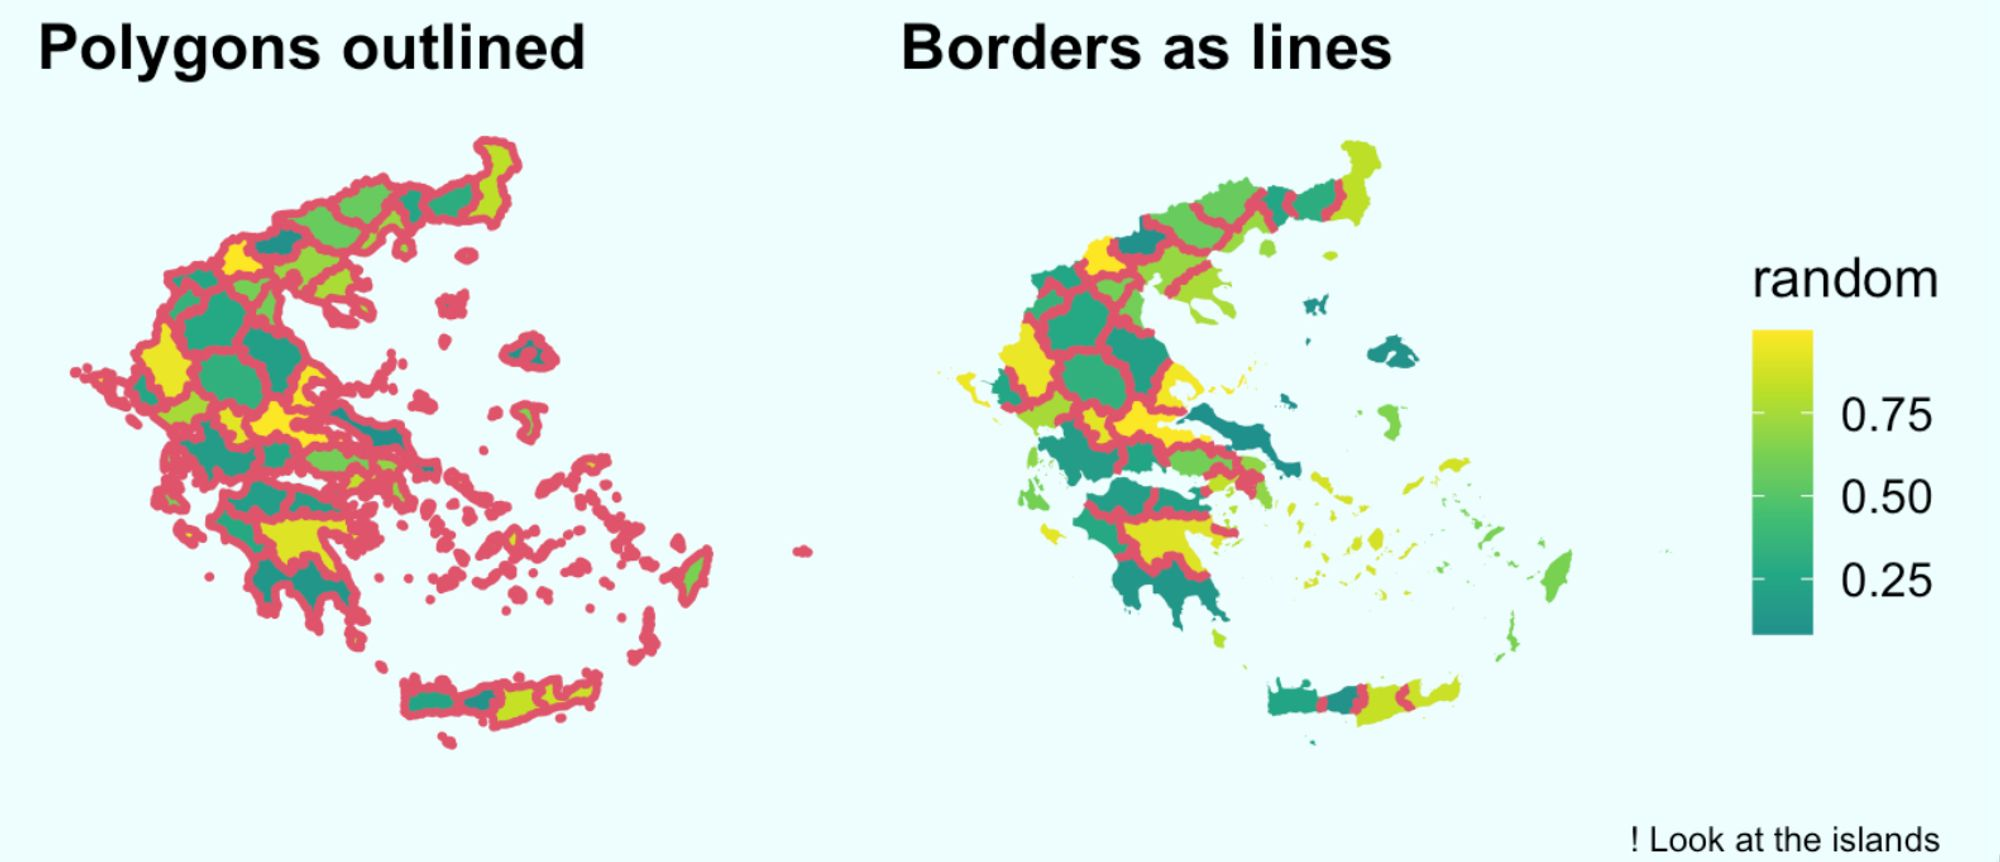 Polygons outlined
Borders as lines
random
0.75
0.50
0.25
! Look at the islands